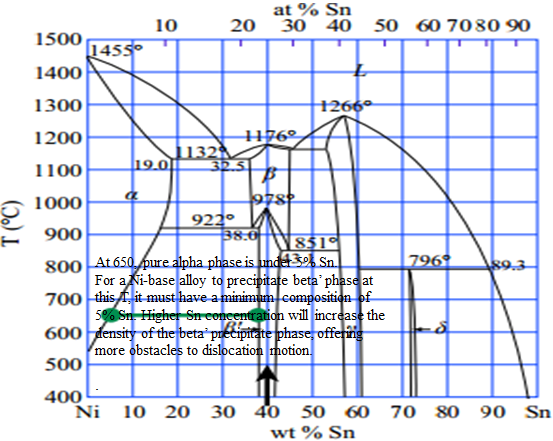 at % Sn
10 20 30 40 50 60 70 80 90
1500
1455°
1400
L
1300
1266°
1200
1176°
1132°
1100
19.0
32.5
β
α
1000
978°
T (°C)
900
922°
38.0
851°
43
800
796°
89.3
At 650, pure alpha phase is under 5% Sn
For a Ni-base alloy to precipitate beta’ phase at
700
this T, it must have a minimum composition of
5% Sn. Higher Sn concentration will increase the
600
density of the beta’ precipitate phase, offering
β'
γ
δ
more obstacles to dislocation motion.
500
.
400
Ni 10 20 30 40 50 60 70 80 90 Sn
wt % Sn